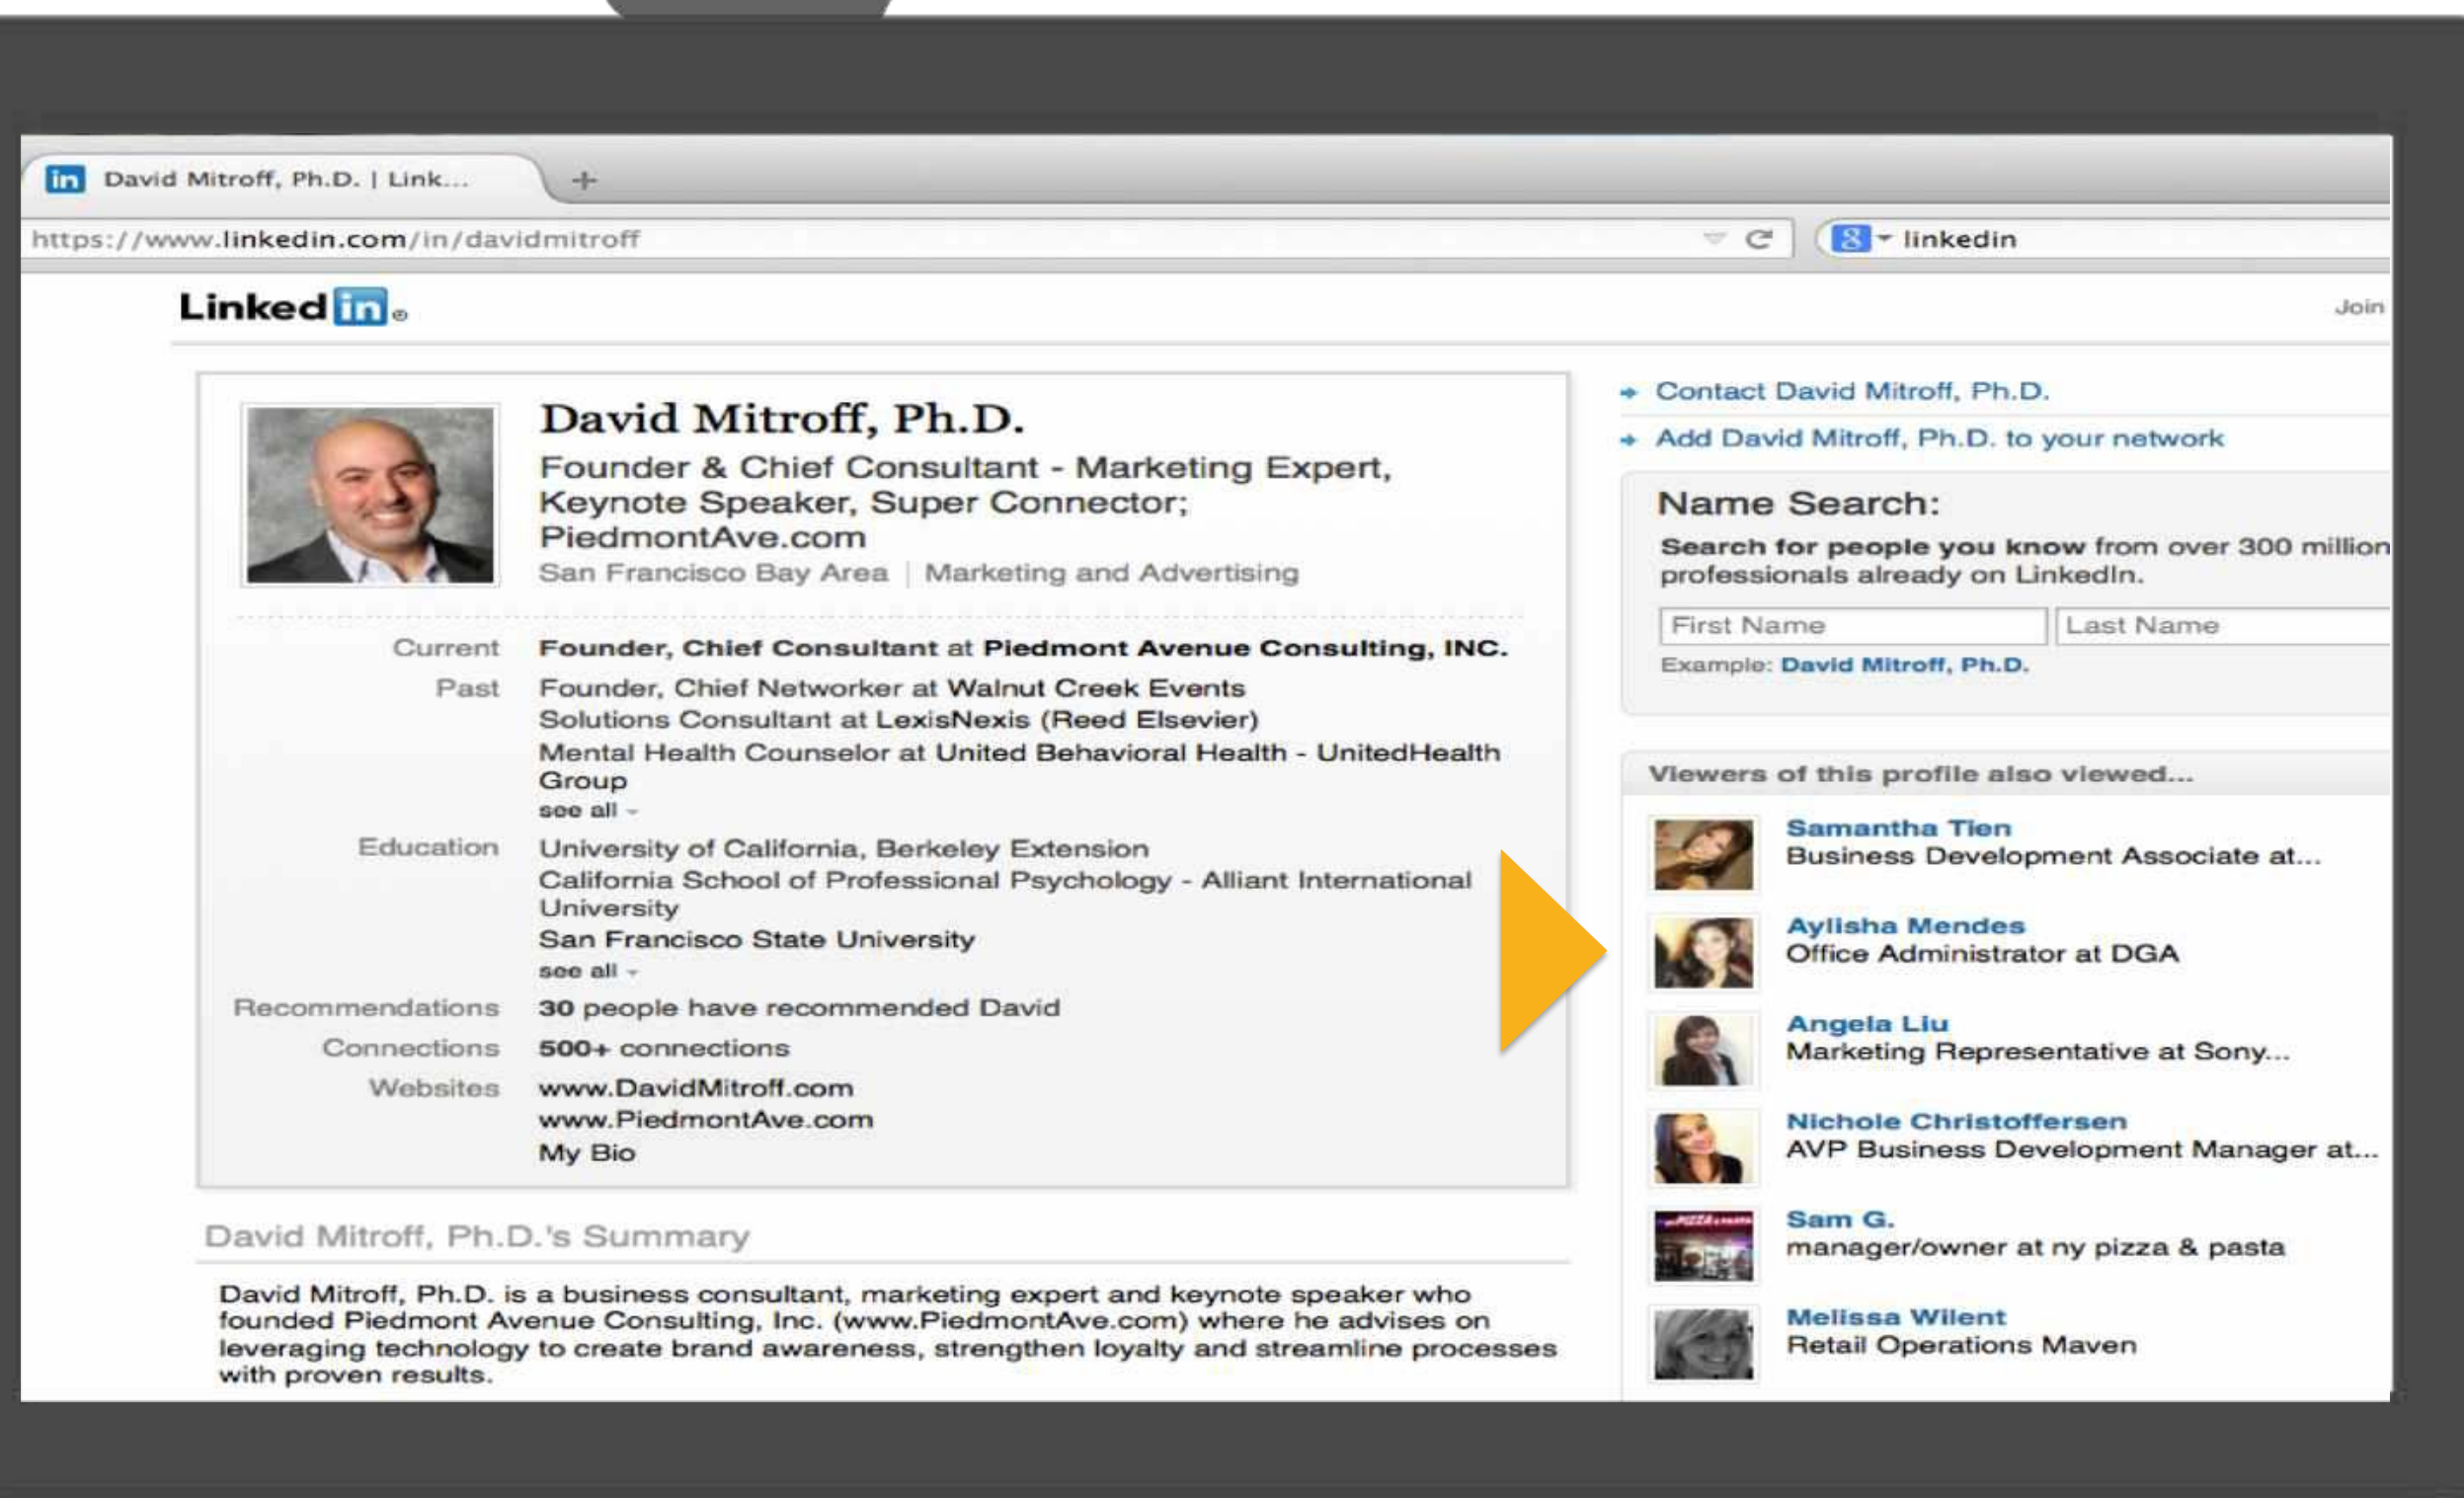 in David Mitroff, Ph.D. | Link... +
https://www.linkedin.com/in/davidmitroff
8 linkedin
Linked in ®
Join
David Mitroff, Ph.D.
Founder & Chief Consultant - Marketing Expert,
Keynote Speaker, Super Connector;
PiedmontAve.com
San Francisco Bay Area | Marketing and Advertising
Current Founder, Chief Consultant at Piedmont Avenue Consulting, INC.
Past Founder, Chief Networker at Walnut Creek Events
Solutions Consultant at LexisNexis (Reed Elsevier)
Mental Health Counselor at United Behavioral Health - UnitedHealth
Group
see all
Education University of California, Berkeley Extension
California School of Professional Psychology - Alliant International
University
San Francisco State University
see all
Recommendations 30 people have recommended David
Connections 500+ connections
Websites www.DavidMitroff.com
www.PiedmontAve.com
My Bio
David Mitroff, Ph.D.'s Summary
David Mitroff, Ph.D. is a business consultant, marketing expert and keynote speaker who
founded Piedmont Avenue Consulting, Inc. (www.PiedmontAve.com) where he advises on
leveraging technology to create brand awareness, strengthen loyalty and streamline processes
with proven results.
Contact David Mitroff, Ph.D.
Add David Mitroff, Ph.D. to your network
Name Search:
Search for people you know from over 300 million
professionals already on LinkedIn.
First Name Last Name
Example: David Mitroff, Ph.D.
Viewers of this profile also viewed...
Samantha Tien
Business Development Associate at...
Aylisha Mendes
Office Administrator at DGA
Angela Liu
Marketing Representative at Sony...
Nichole Christoffersen
AVP Business Development Manager at...
PIZZA
Sam G.
manager/owner at ny pizza & pasta
Melissa Wilent
Retail Operations Maven